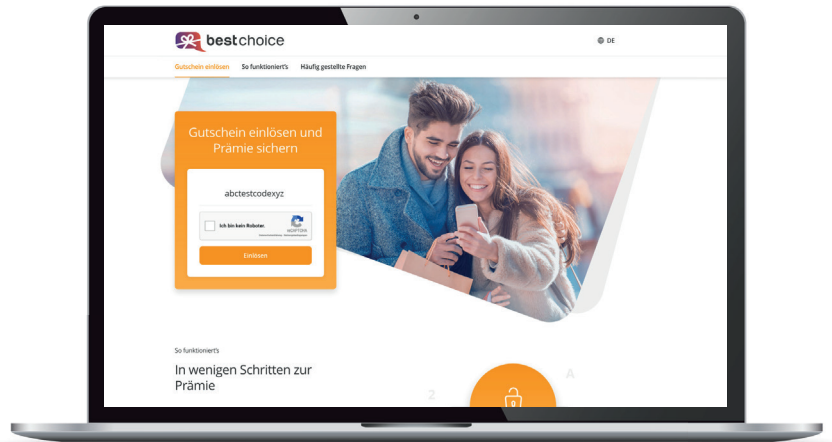 bestchoice
DE
Gutschein einlösen
So funktioniert's
Häufig gestellte Fragen
Gutschein einlösen und
Prämie sichern
abctestcodexyz
Ich bin kein Roboter.
reCAPTCHA
Einlösen
So funktioniert's
In wenigen Schritten zur
Prämie
2
A